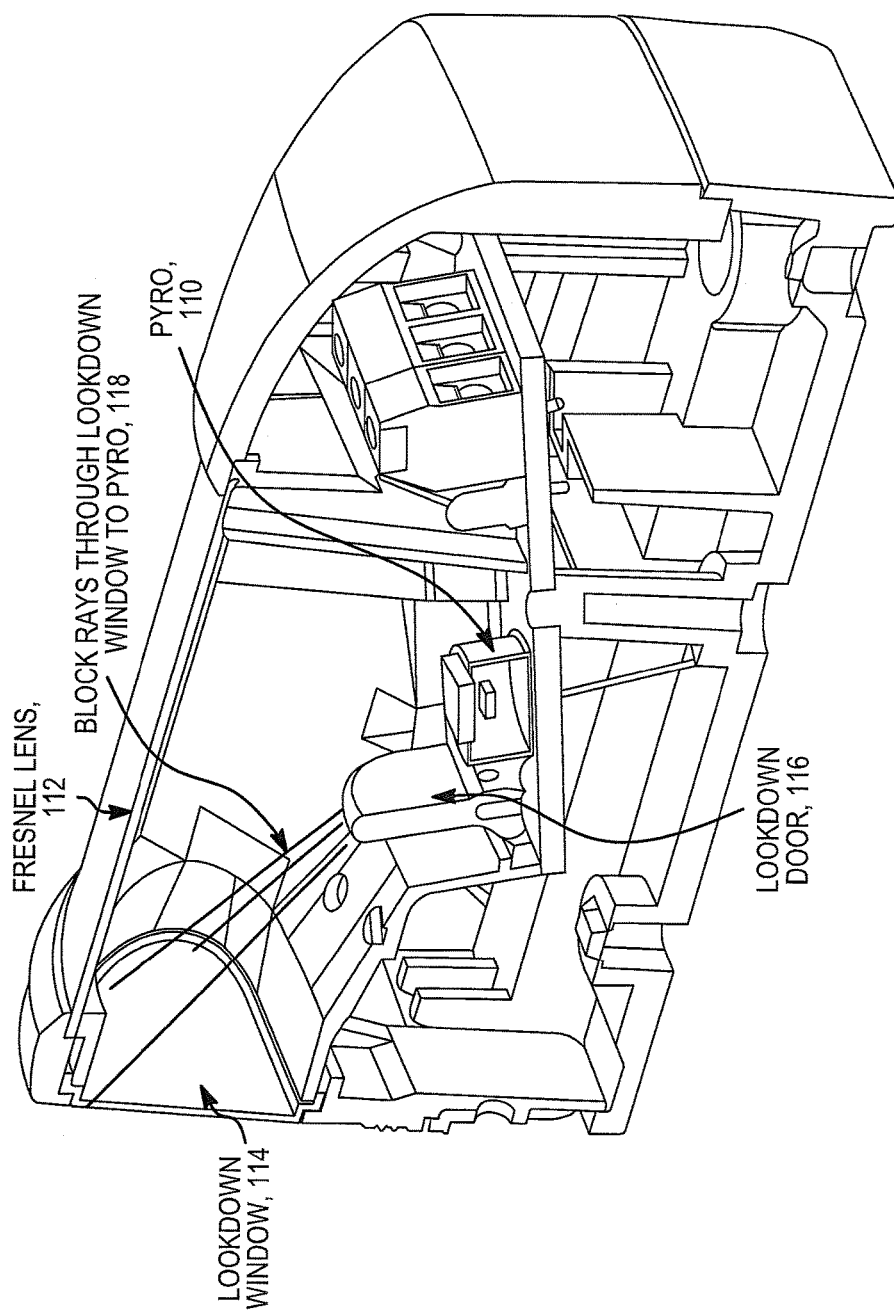 FRESNEL LENS,
112
BLOCK RAYS THROUGH LOOKDOWN
WINDOW TO PYRO, 118
PYRO,
110
LOOKDOWN
WINDOW, 114
LOOKDOWN
DOOR, 116